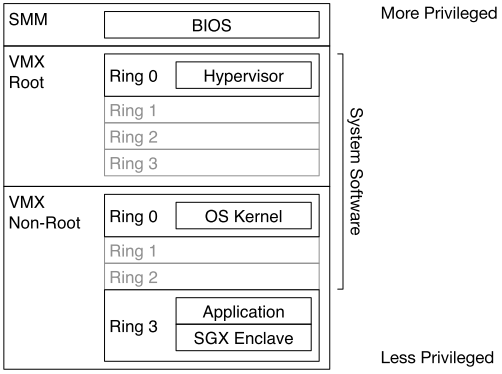 SMM
BIOS
More Privileged
VMX
Root
Ring 0
Hypervisor
Ring 1
Ring 2
Ring 3
System Software
VMX
Non-Root
Ring 0
OS Kernel
Ring 1
Ring 2
Ring 3
Application
SGX Enclave
Less Privileged